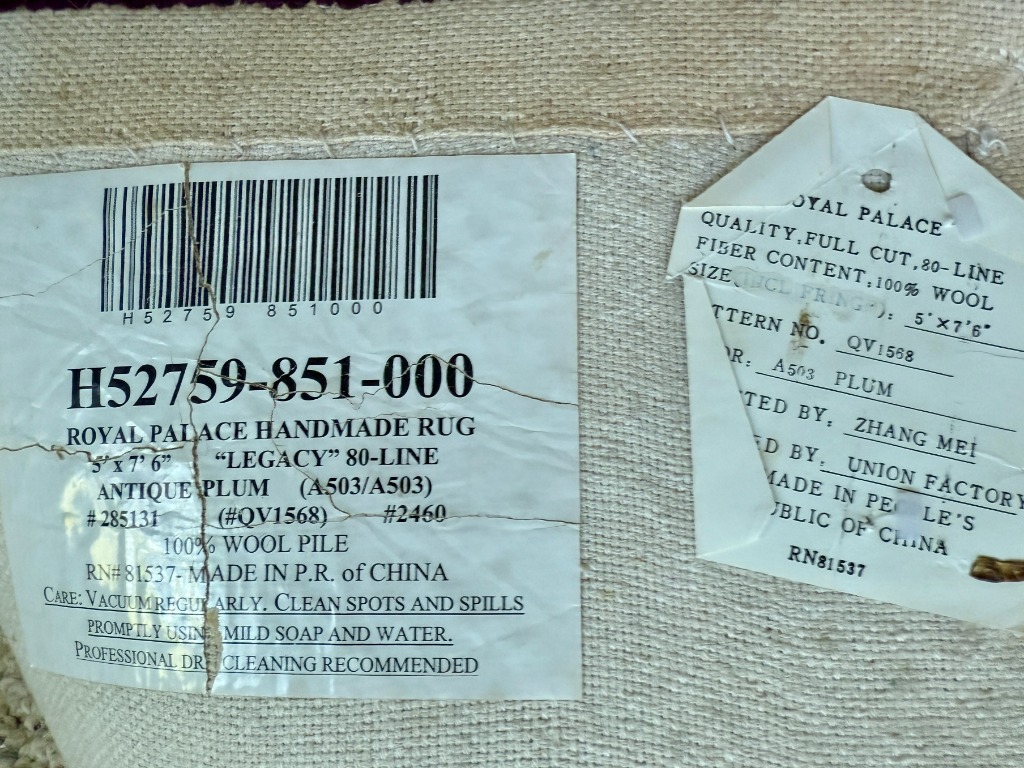 H52759 851000
H52759-851-000
ROYAL PALACE HANDMADE RUG
5' x 7' 6" "LEGACY" 80-LINE
ANTIQUE PLUM (A503/A503)
# 285131 (#QV1568) #2460
100% WOOL PILE
RN# 81537- MADE IN P.R. of CHINA
CARE: VACUUM REGULARLY. CLEAN SPOTS AND SPILLS
PROMPTLY USING MILD SOAP AND WATER.
PROFESSIONAL DRY CLEANING RECOMMENDED
OYAL PALACE
QUALITY,FULL CUT,80-LINE
FIBER CONTENT,100% WOOL
SIZE (INCL FRINGE): 5'X7'6"
TTERN NO. QV1568
OR: A503 PLUM
TED BY, ZHANG MEI
ED BY: UNION FACTORY
MADE IN PEOPLE'S
UBLIC OF CHINA
RN81537